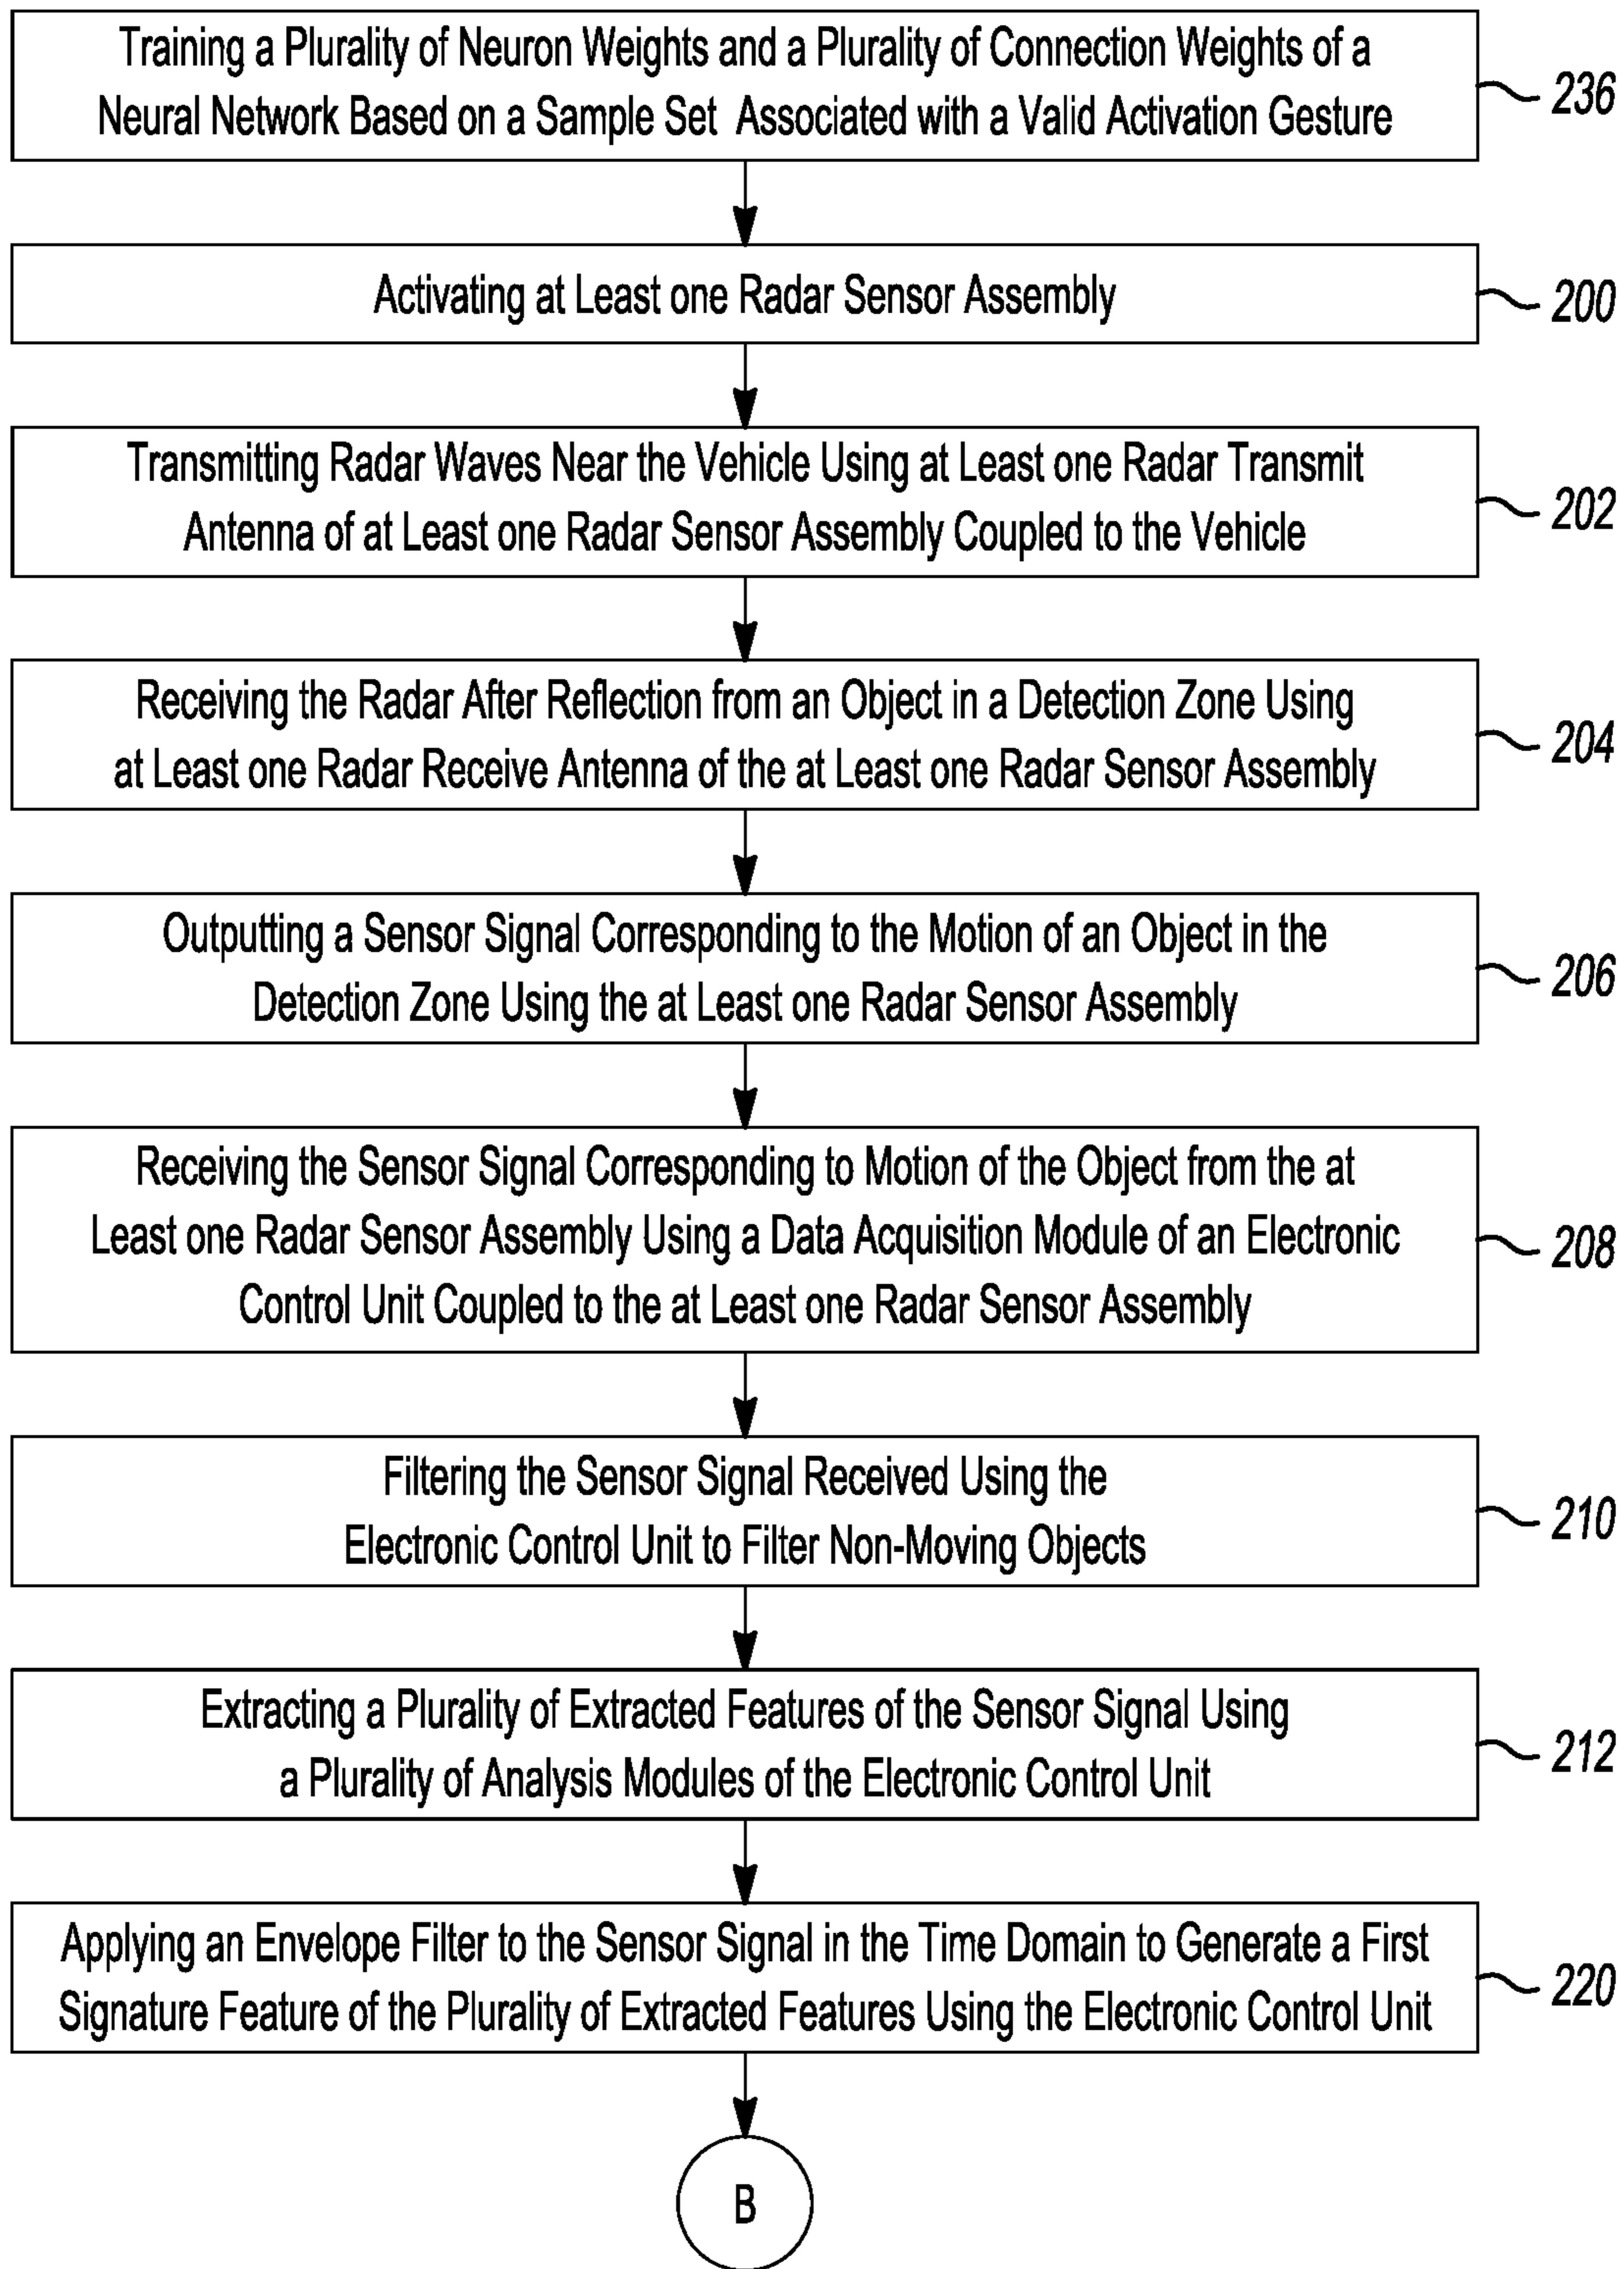 Training a Plurality of Neuron Weights and a Plurality of Connection Weights of a
Neural Network Based on a Sample Set Associated with a Valid Activation Gesture
236
Activating at Least one Radar Sensor Assembly
200
Transmitting Radar Waves Near the Vehicle Using at Least one Radar Transmit
Antenna of at Least one Radar Sensor Assembly Coupled to the Vehicle
202
Receiving the Radar After Reflection from an Object in a Detection Zone Using
at Least one Radar Receive Antenna of the at Least one Radar Sensor Assembly
204
Outputting a Sensor Signal Corresponding to the Motion of an Object in the
Detection Zone Using the at Least one Radar Sensor Assembly
206
Receiving the Sensor Signal Corresponding to Motion of the Object from the at
Least one Radar Sensor Assembly Using a Data Acquisition Module of an Electronic
Control Unit Coupled to the at Least one Radar Sensor Assembly
208
Filtering the Sensor Signal Received Using the
Electronic Control Unit to Filter Non-Moving Objects
210
Extracting a Plurality of Extracted Features of the Sensor Signal Using
a Plurality of Analysis Modules of the Electronic Control Unit
212
Applying an Envelope Filter to the Sensor Signal in the Time Domain to Generate a First
Signature Feature of the Plurality of Extracted Features Using the Electronic Control Unit
220
B